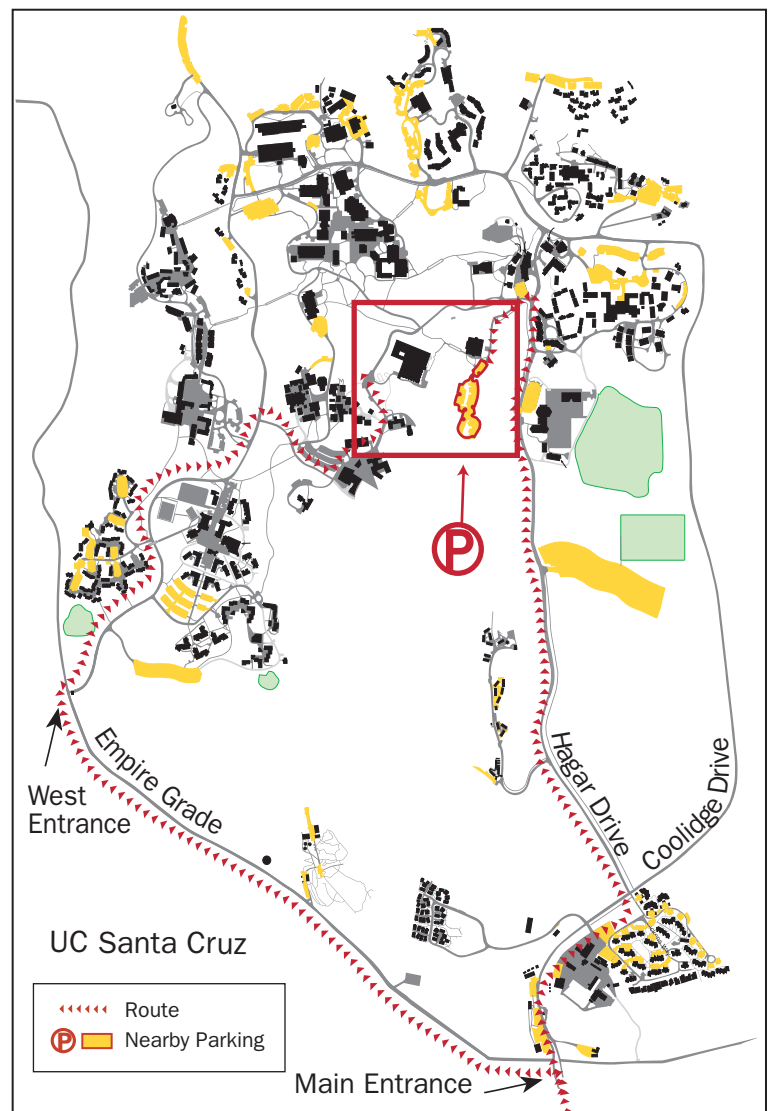 P
Hagar Drive
Coolidge Drive
Empire Grade
West
Entrance
UC Santa Cruz
Route
P Nearby Parking
Main Entrance